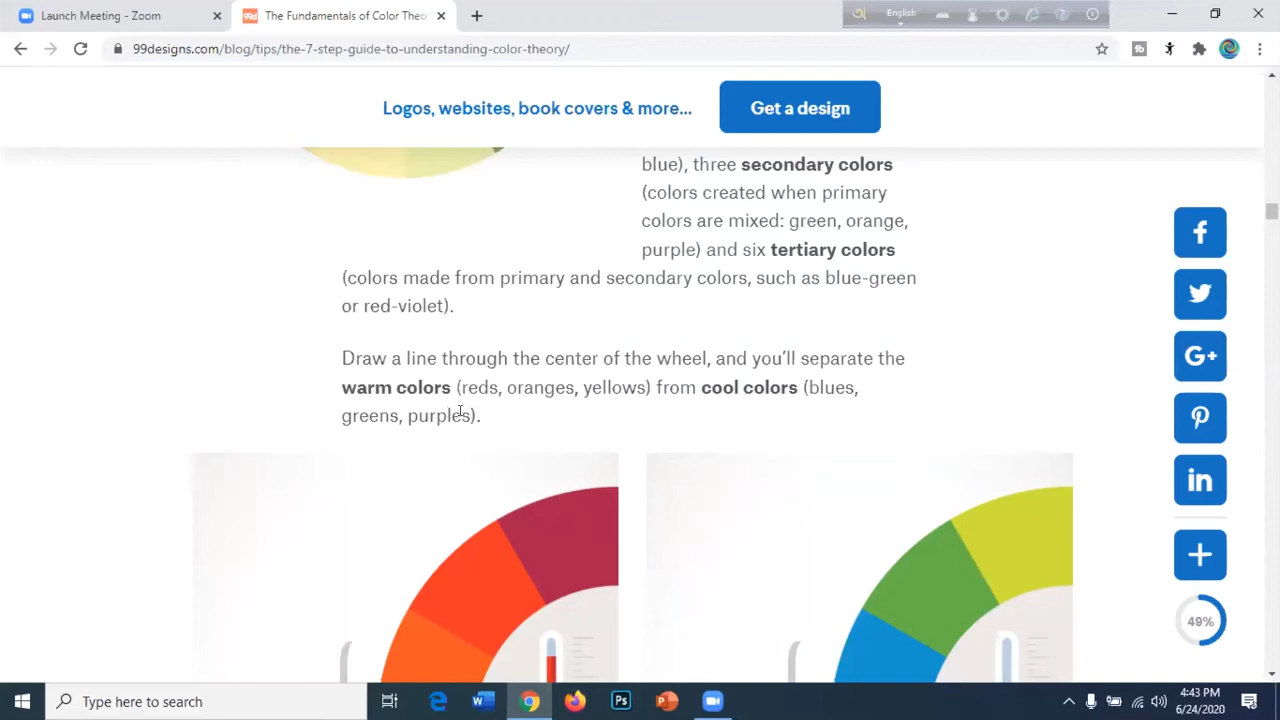 Launch Meeting - Zoom
The Fundamentals of Color Theo
English
99designs.com/blog/tips/the-7-step-guide-to-understanding-color-theory/
Logos, websites, book covers & more...
Get a design
blue), three secondary colors
(colors created when primary
colors are mixed: green, orange,
purple) and six tertiary colors
(colors made from primary and secondary colors, such as blue-green
or red-violet).
Draw a line through the center of the wheel, and you'll separate the
warm colors (reds, oranges, yellows) from cool colors (blues,
greens, purples).
49%
Type here to search
4:43 PM
6/24/2020